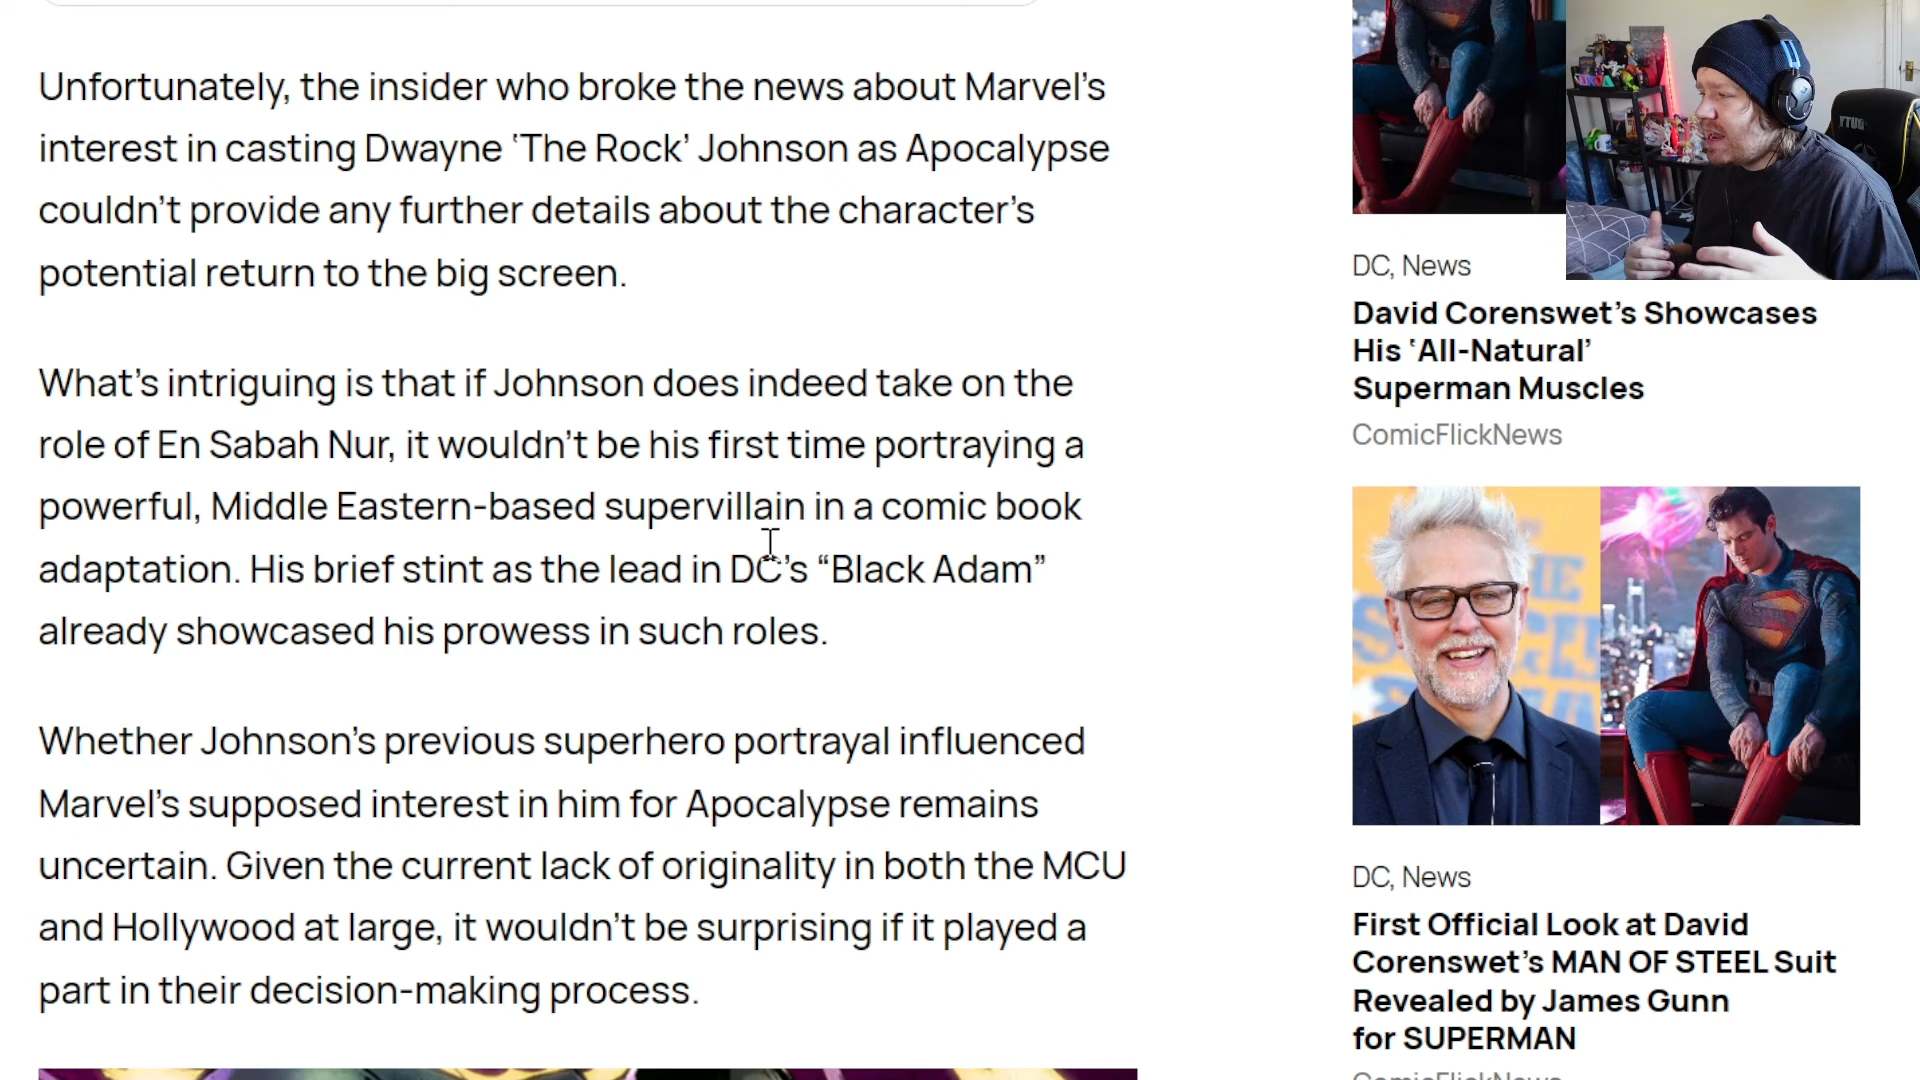 Unfortunately, the insider who broke the news about Marvel’s
interest in casting Dwayne ‘The Rock’ Johnson as Apocalypse
couldn’t provide any further details about the character’s
potential return to the big screen.
What’s intriguing is that if Johnson does indeed take on the
role of En Sabah Nur, it wouldn’t be his first time portraying a
powerful, Middle Eastern-based supervillain in a comic book
adaptation. His brief stint as the lead in DC’s “Black Adam”
already showcased his prowess in such roles.
Whether Johnson’s previous superhero portrayal influenced
Marvel’s supposed interest in him for Apocalypse remains
uncertain. Given the current lack of originality in both the MCU
and Hollywood at large, it wouldn’t be surprising if it played a
part in their decision-making process.
DC, News
David Corenswet’s Showcases
His ‘All-Natural’
Superman Muscles
ComicFlickNews
DC, News
First Official Look at David
Corenswet’s MAN OF STEEL Suit
Revealed by James Gunn
for SUPERMAN
ComicFlickNews